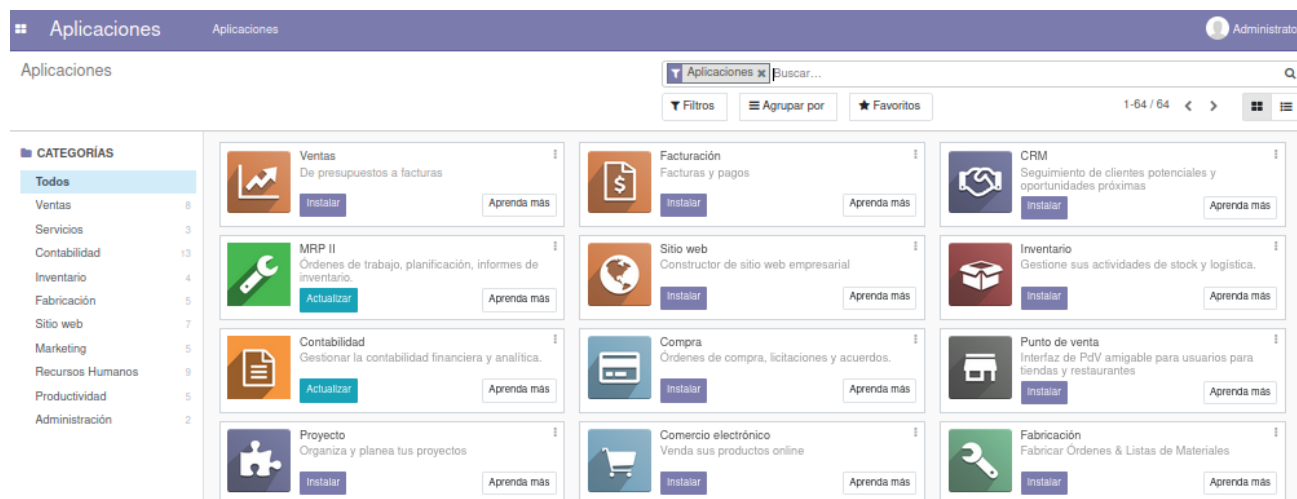 Aplicaciones Aplicaciones Administrato
Aplicaciones
Aplicaciones Buscar...
Filtros Agrupar por Favoritos 1-64 / 64
CATEGORÍAS
Todos
Ventas 8
Servicios 3
Contabilidad 13
Inventario 4
Fabricación 5
Sitio web 7
Marketing 5
Recursos Humanos 9
Productividad 5
Administración 2
Ventas
De presupuestos a facturas
Instalar Aprenda más
Facturación
Facturas y pagos
Instalar Aprenda más
CRM
Seguimiento de clientes potenciales y
oportunidades próximas
Instalar Aprenda más
MRP II
Órdenes de trabajo, planificación, informes de
inventario.
Actualizar Aprenda más
Sitio web
Constructor de sitio web empresarial
Instalar Aprenda más
Inventario
Gestione sus actividades de stock y logística.
Instalar Aprenda más
Contabilidad
Gestionar la contabilidad financiera y analítica.
Actualizar Aprenda más
Compra
Órdenes de compra, licitaciones y acuerdos.
Instalar Aprenda más
Punto de venta
Interfaz de PdV amigable para usuarios para
tiendas y restaurantes
Instalar Aprenda más
Proyecto
Organiza y planea tus proyectos
Instalar Aprenda más
Comercio electrónico
Venda sus productos online
Instalar Aprenda más
Fabricación
Fabricar Órdenes & Listas de Materiales
Instalar Aprenda más